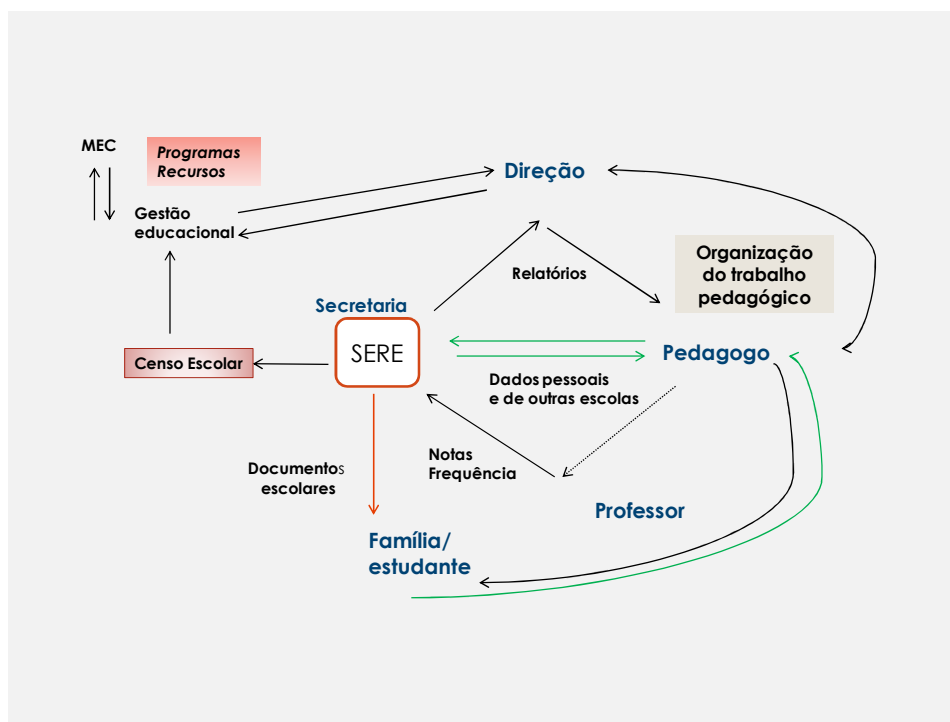 MEC
Programas
Recursos
Direção
Gestão
educacional
Organização
do trabalho
pedagógico
Relatórios
Secretaria
SERE
Pedagogo
Censo Escolar
Dados pessoais
e de outras escolas
Notas
Frequência
Documentos
escolares
Professor
Família/
estudante